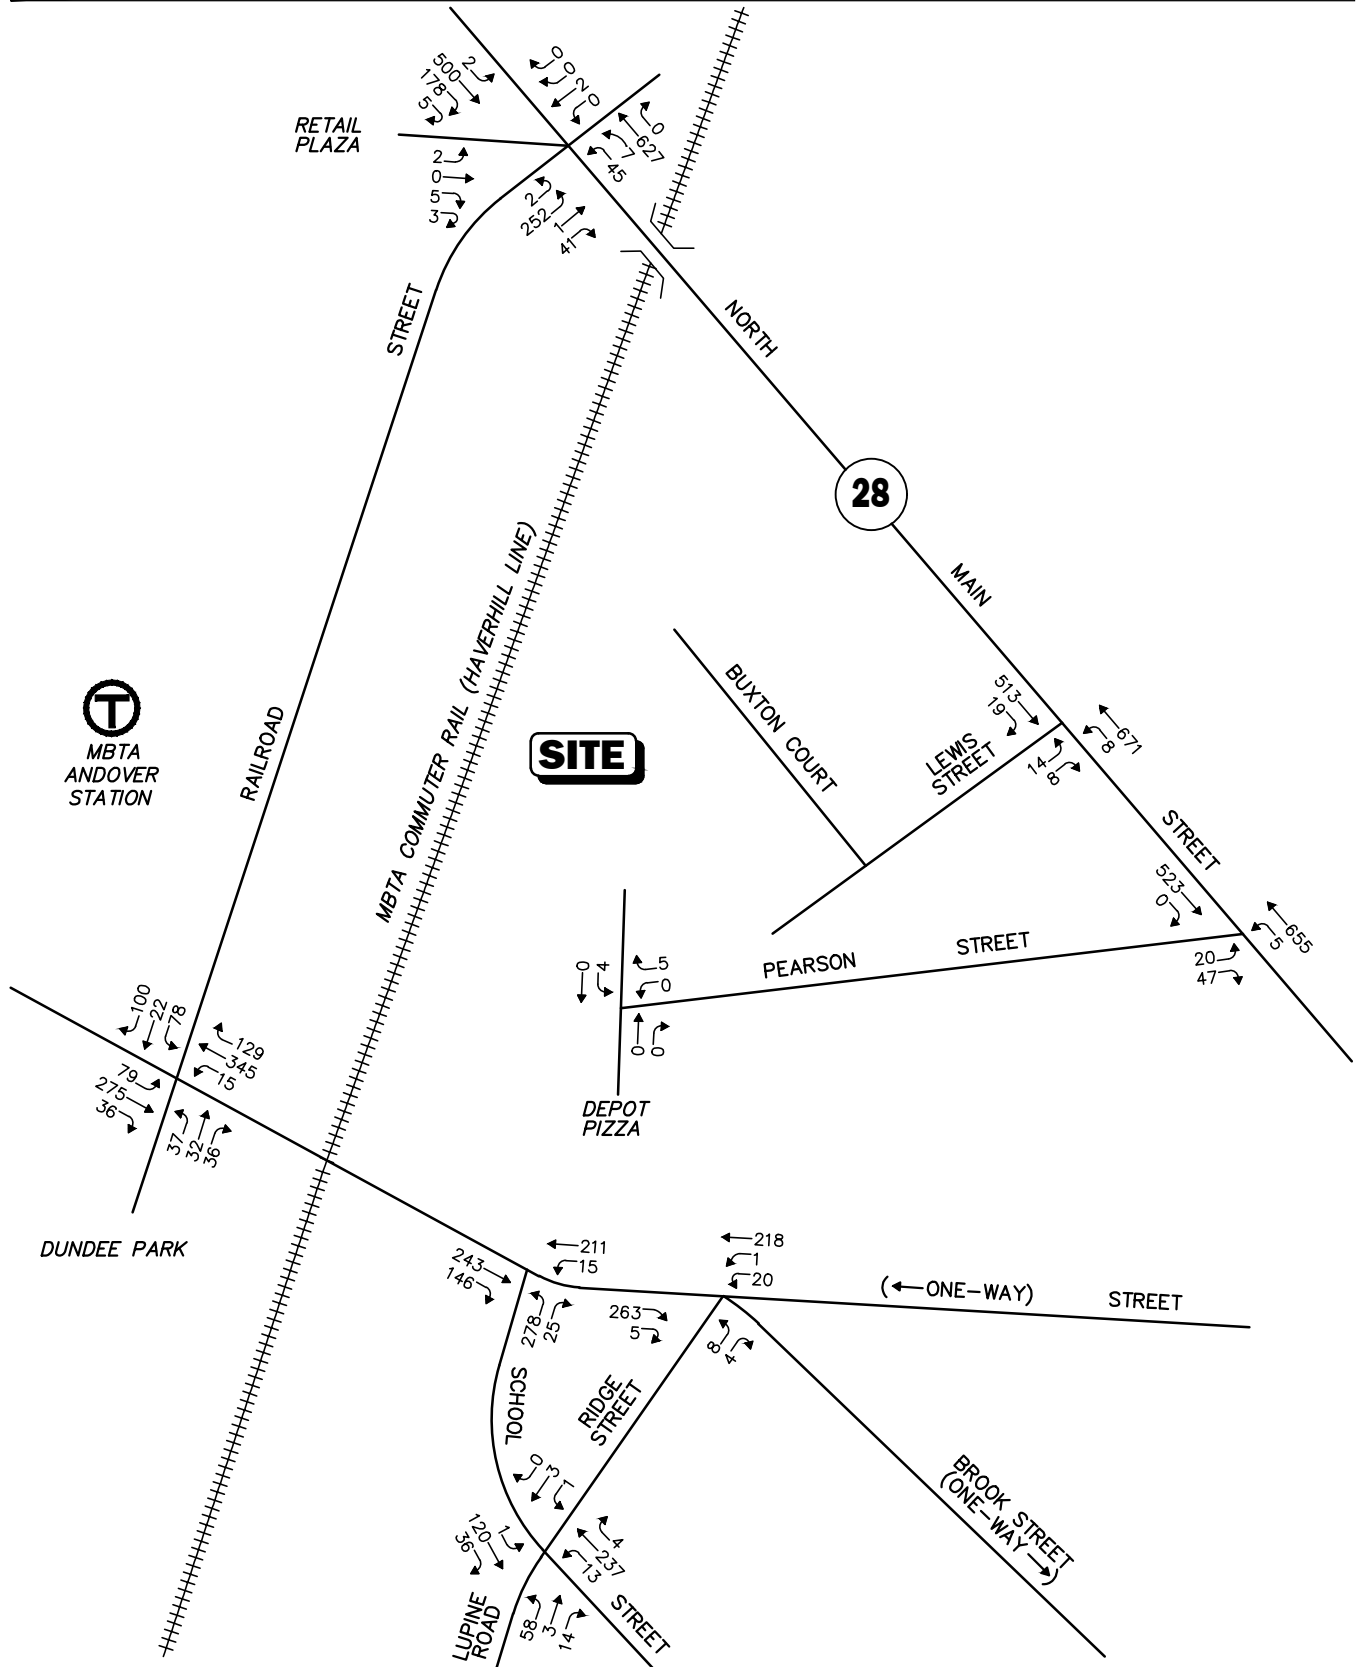 500
2
178
5
0
0
2
0
0
627
7
45
RETAIL
PLAZA
2
0
5
3
2
252
1
41
STREET
NORTH
28
MAIN
MBTA COMMUTER RAIL (HAVERHILL LINE)
BUXTON COURT
513
19
671
8
LEWIS
STREET
14
8
T
MBTA
ANDOVER
STATION
RAILROAD
SITE
STREET
523
0
655
5
20
47
PEARSON
STREET
0
4
5
0
0
0
DEPOT
PIZZA
100
22
78
129
345
15
79
275
36
37
32
36
DUNDEE PARK
243
146
211
15
278
25
218
1
20
263
5
8
4
(←ONE-WAY)
STREET
SCHOOL
RIDGE
STREET
BROOK STREET
(ONE-WAY→)
0
3
1
120
1
36
4
237
13
58
3
14
LUPINE
ROAD
STREET